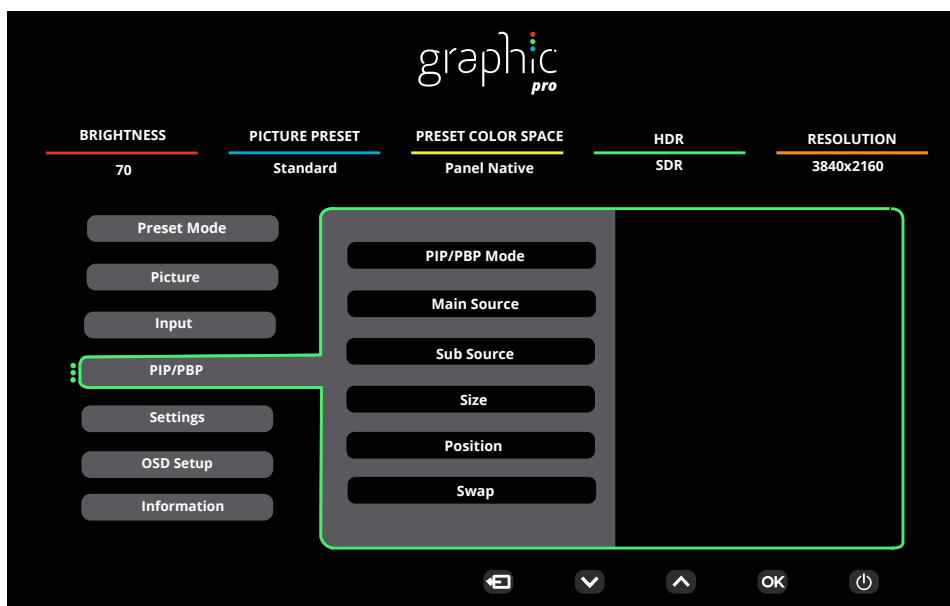 graphic
pro
BRIGHTNESS PICTURE PRESET PRESET COLOR SPACE HDR RESOLUTION
70 Standard Panel Native SDR 3840x2160
Preset Mode
Picture
Input
PIP/PBP
Settings
OSD Setup
Information
PIP/PBP Mode
Main Source
Sub Source
Size
Position
Swap
OK